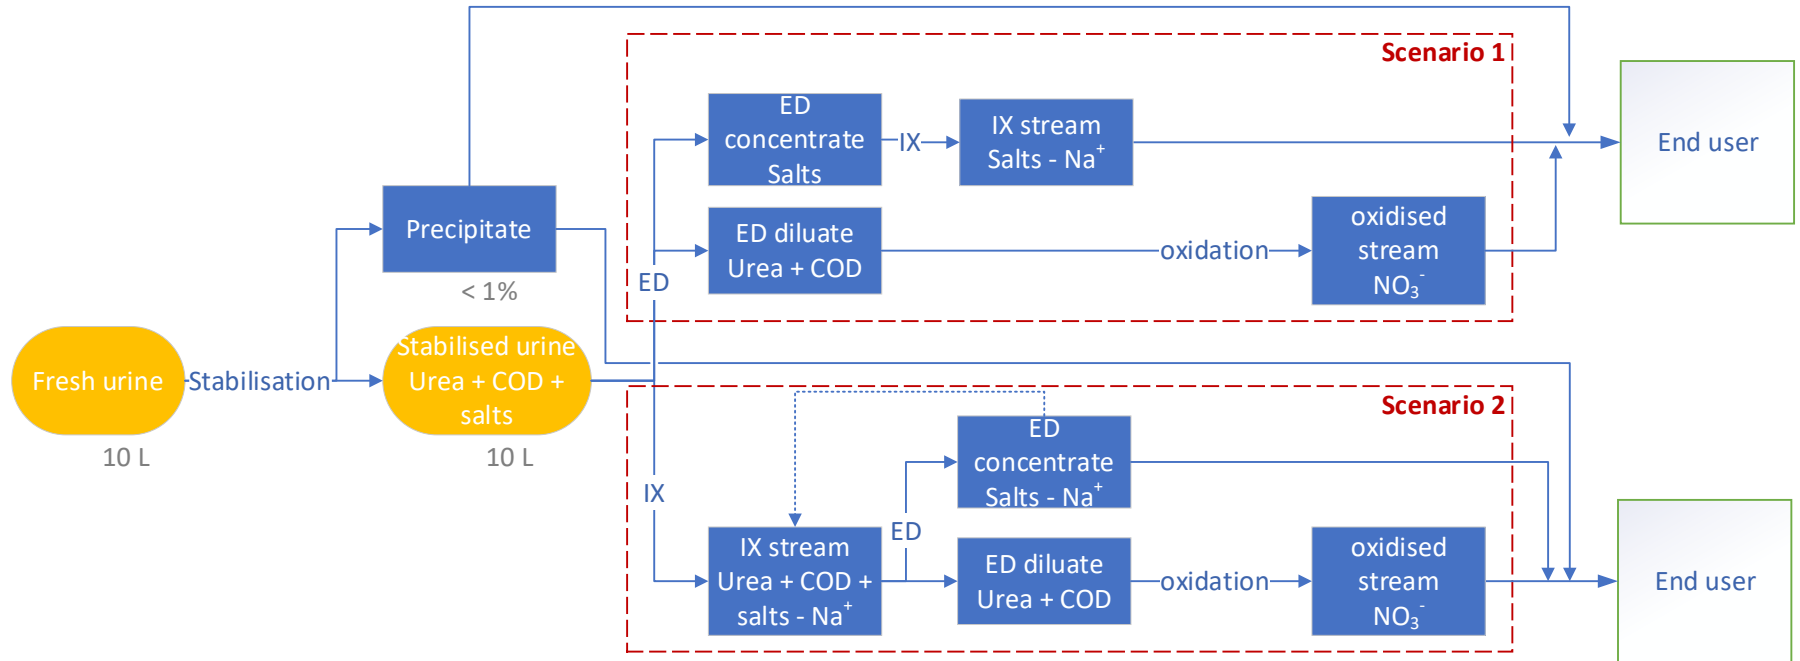 Scenario 1
ED
concentrate
Salts
IX
IX stream
Salts - Na⁺
End user
Precipitate
< 1%
ED diluate
Urea + COD
oxidation
oxidised
stream
NO₃⁻
ED
Fresh urine
10 L
Stabilisation
Stabilised urine
Urea + COD +
salts
10 L
Scenario 2
ED
concentrate
Salts - Na⁺
IX
IX stream
Urea + COD +
salts - Na⁺
ED
ED diluate
Urea + COD
oxidation
oxidised
stream
NO₃⁻
End user